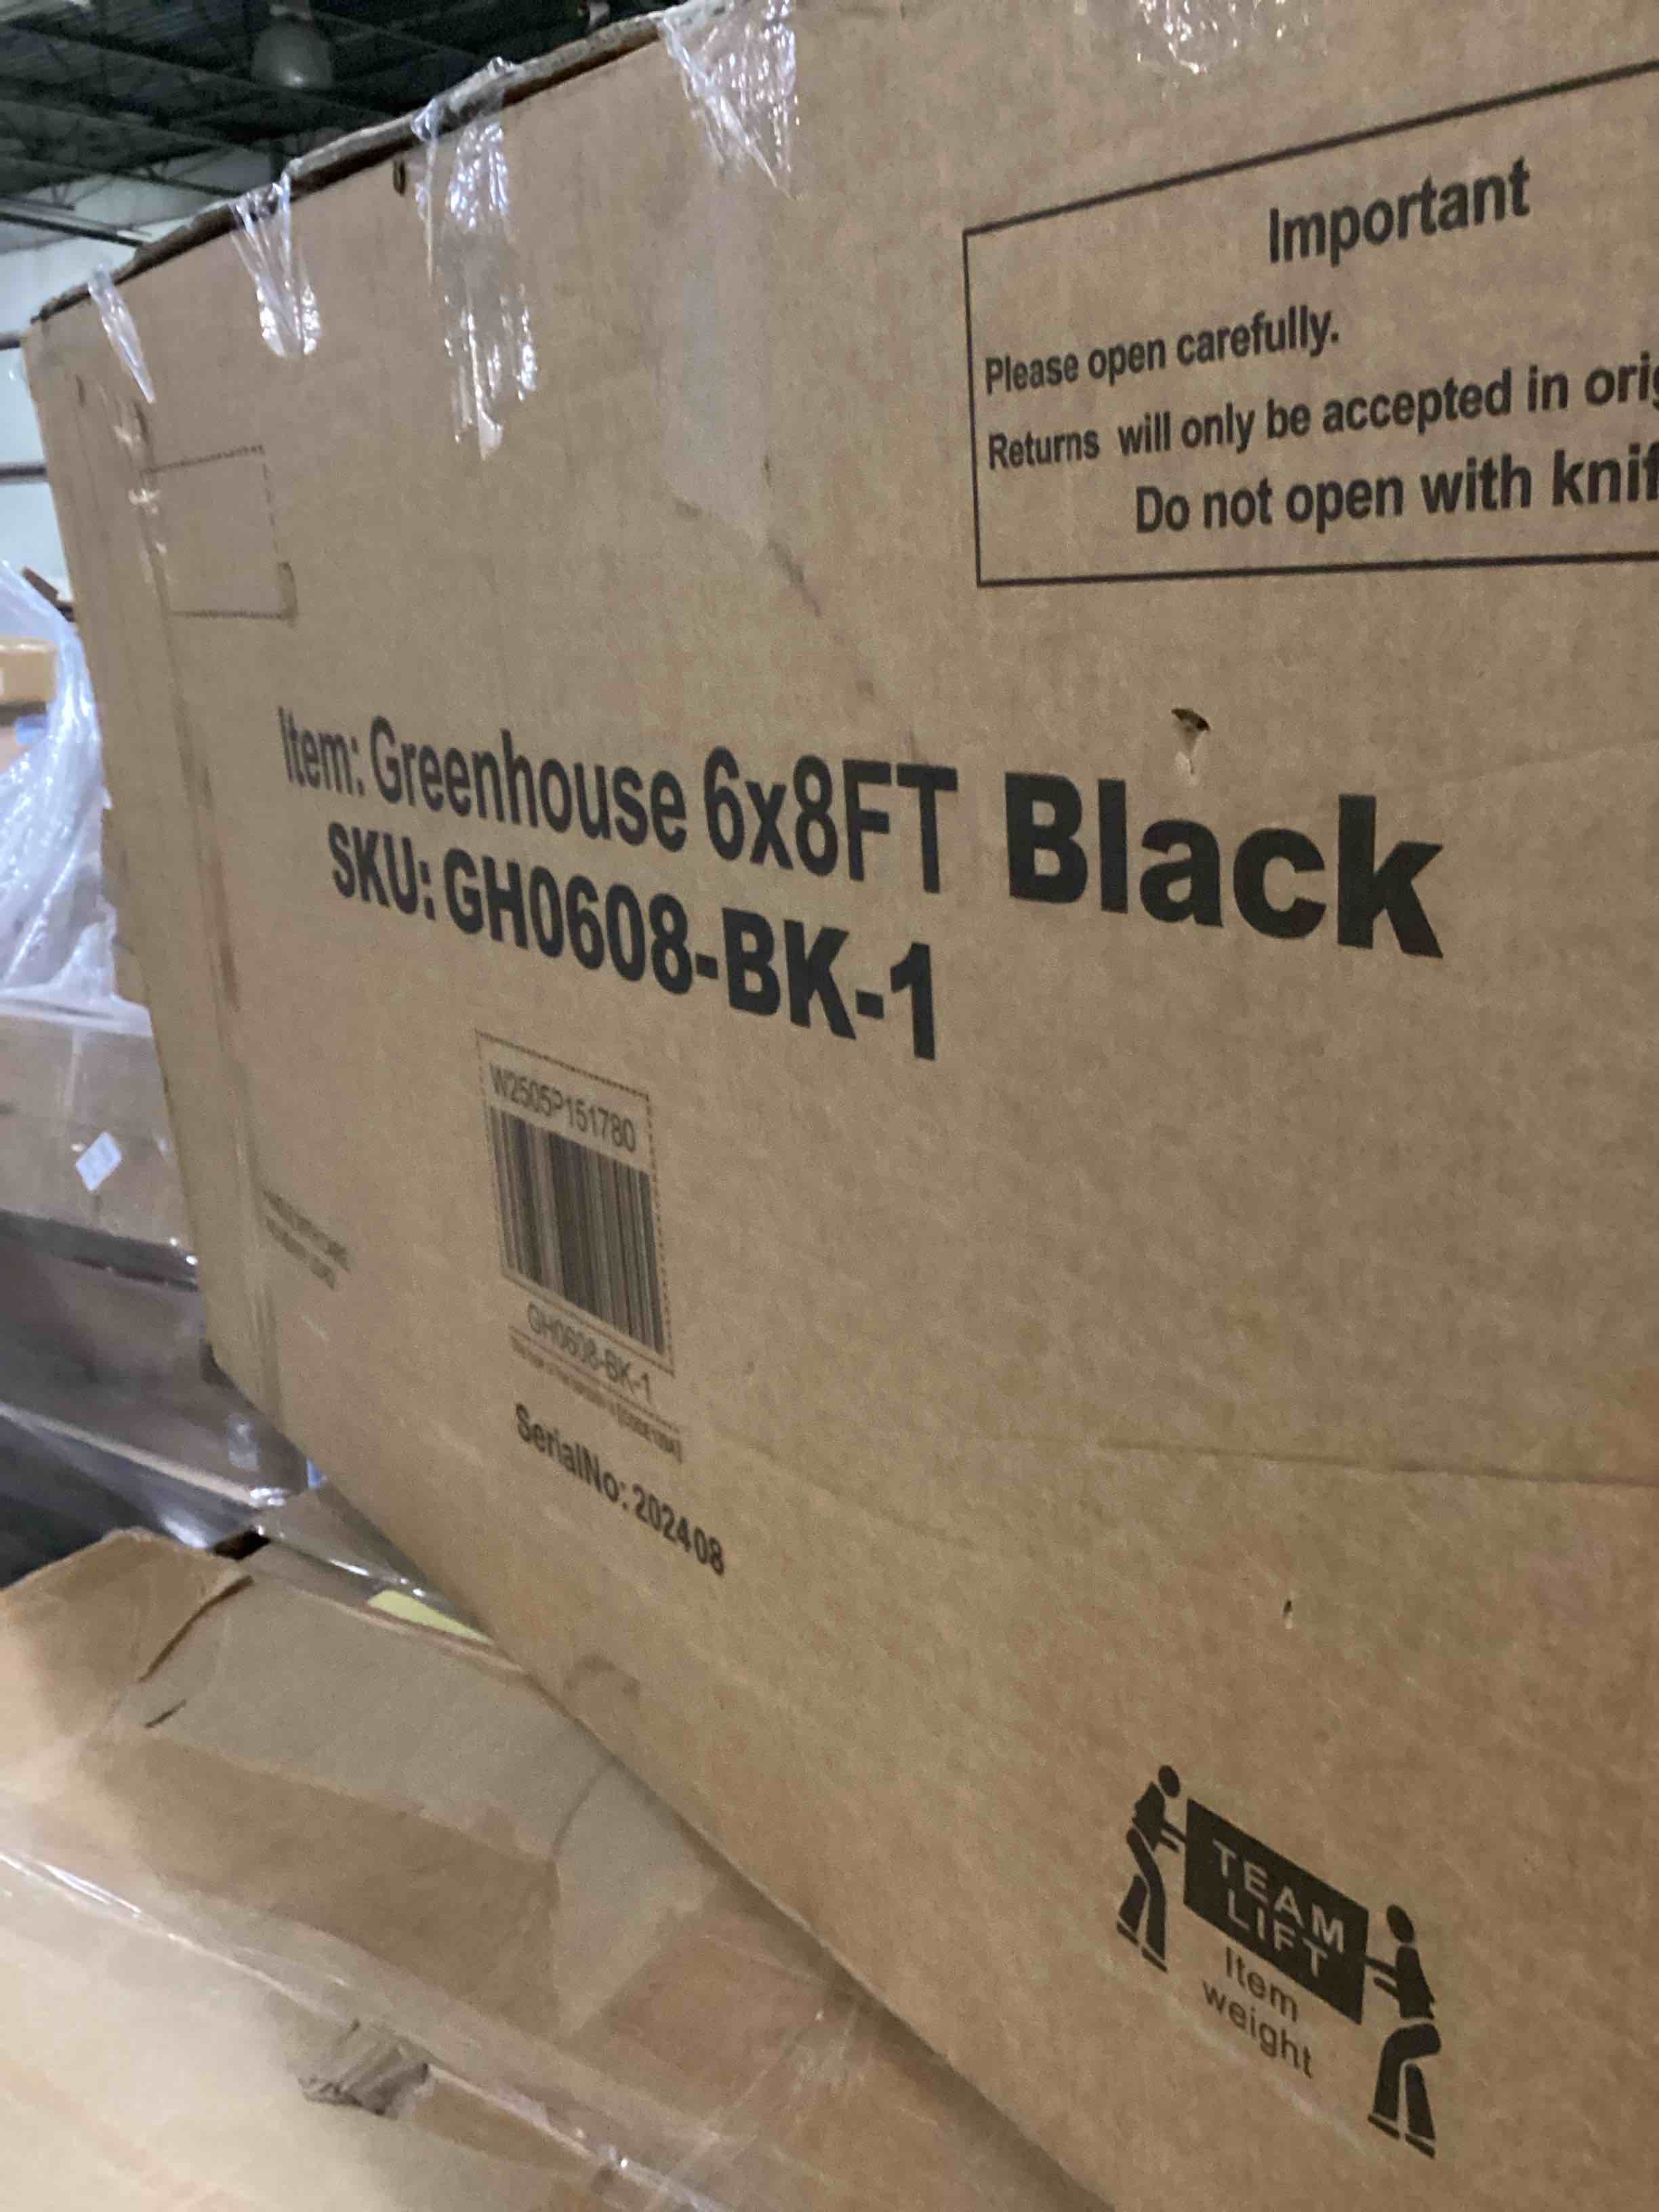 Important
Please open carefully.
Returns will only be accepted in orig
Do not open with knif
Item: Greenhouse 6x8FT Black
SKU: GH0608-BK-1
W2505P151780
GH0608-BK-1
SerialNo: 202408
TEAM
LIFT
Item
weight